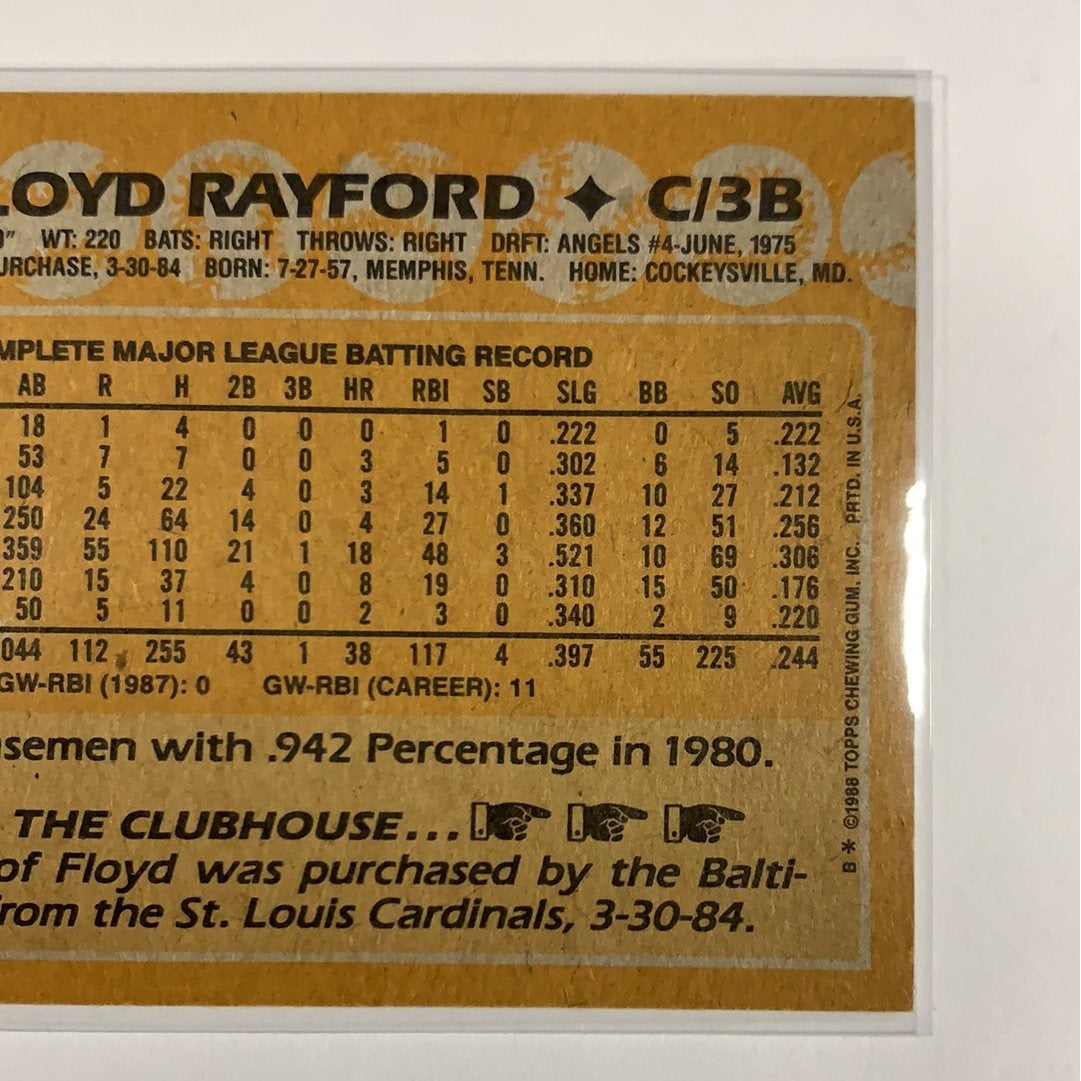 LOYD RAYFORD ✦ C/3B
0" WT: 220 BATS: RIGHT THROWS: RIGHT DRFT: ANGELS #4-JUNE, 1975
URCHASE, 3-30-84 BORN: 7-27-57, MEMPHIS, TENN. HOME: COCKEYSVILLE, MD.
MPLETE MAJOR LEAGUE BATTING RECORD
AB R H 2B 3B HR RBI SB SLG BB SO AVG
18 1 4 0 0 0 1 0 .222 0 5 .222
53 7 7 0 0 3 5 0 .302 6 14 .132
104 5 22 4 0 3 14 1 .337 10 27 .212
250 24 64 14 0 4 27 0 .360 12 51 .256
359 55 110 21 1 18 48 3 .521 10 69 .306
210 15 37 4 0 8 19 0 .310 15 50 .176
50 5 11 0 0 2 3 0 .340 2 9 .220
044 112 255 43 1 38 117 4 .397 55 225 .244
GW-RBI (1987): 0 GW-RBI (CAREER): 11
semen with .942 Percentage in 1980.
THE CLUBHOUSE...
of Floyd was purchased by the Balti-
rom the St. Louis Cardinals, 3-30-84.
B* ©1988 TOPPS CHEWING GUM, INC. PRTD. IN U.S.A.